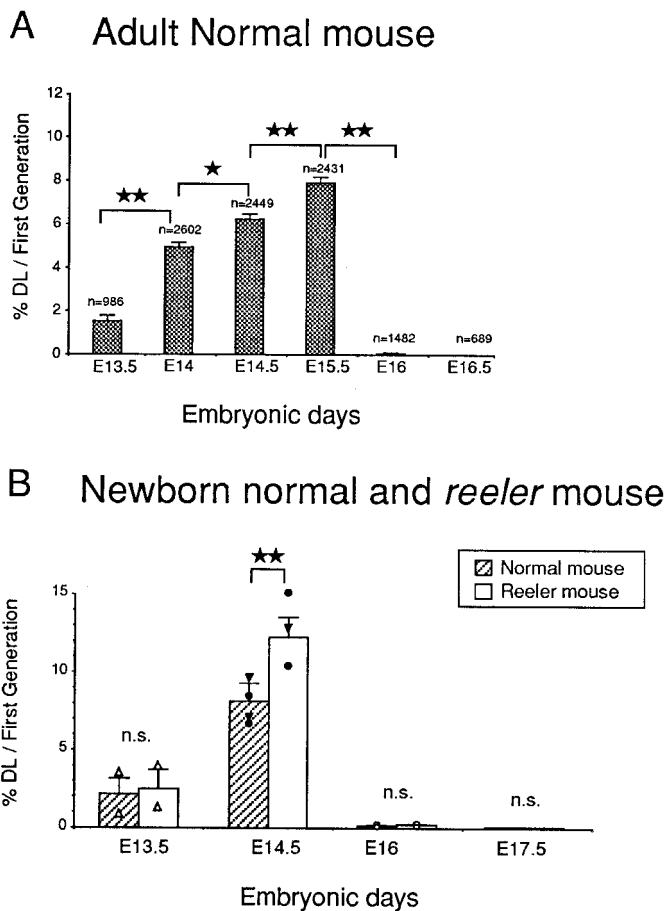 A Adult Normal mouse
% DL / First Generation
12
10
8
6
4
2
0
★★
★
★★
★★
n=986
n=2602
n=2449
n=2431
n=1482
n=689
E13.5 E14 E14.5 E15.5 E16 E16.5
Embryonic days
B Newborn normal and reeler mouse
Normal mouse
Reeler mouse
% DL / First Generation
15
10
5
0
★★
n.s.
n.s.
n.s.
E13.5 E14.5 E16 E17.5
Embryonic days